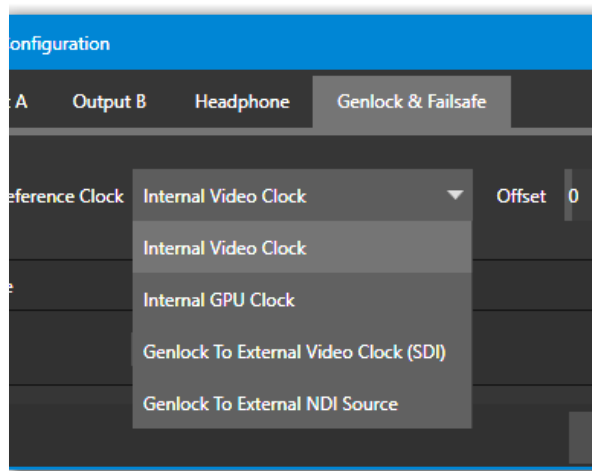 onfiguration
A Output B Headphone Genlock & Failsafe
eference Clock Internal Video Clock Offset 0
Internal Video Clock
Internal GPU Clock
Genlock To External Video Clock (SDI)
Genlock To External NDI Source